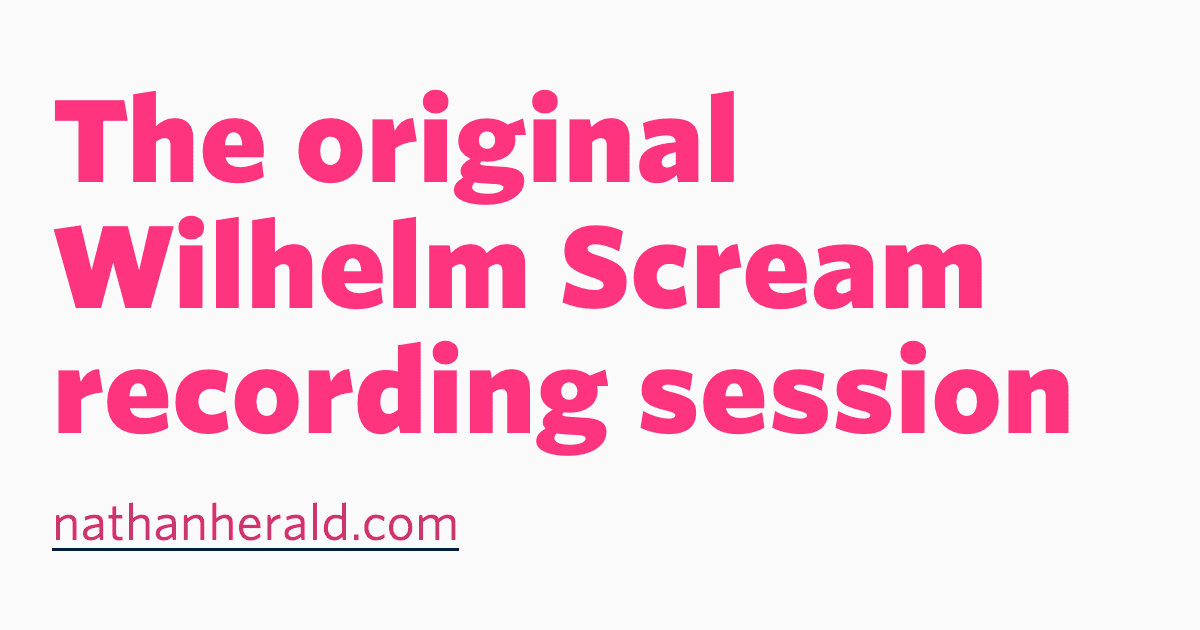 The original
Wilhelm Scream
recording session
nathanherald.com